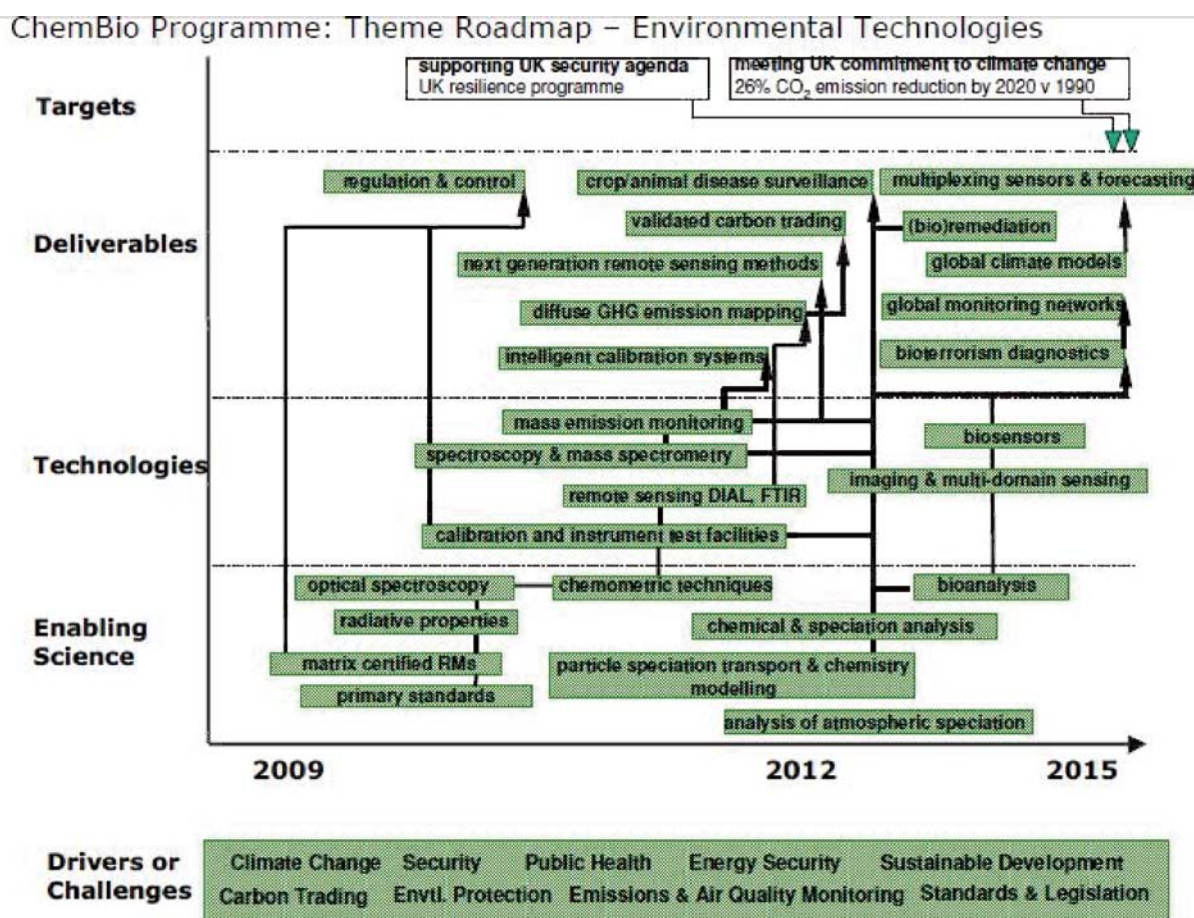 ChemBio Programme: Theme Roadmap – Environmental Technologies
supporting UK security agenda
UK resilience programme
meeting UK commitment to climate change
26% CO₂ emission reduction by 2020 v 1990
Targets
regulation & control
crop/animal disease surveillance
multiplexing sensors & forecasting
validated carbon trading
(bio)remediation
Deliverables
next generation remote sensing methods
global climate models
diffuse GHG emission mapping
global monitoring networks
intelligent calibration systems
bioterrorism diagnostics
mass emission monitoring
biosensors
Technologies
spectroscopy & mass spectrometry
imaging & multi-domain sensing
remote sensing DIAL, FTIR
calibration and instrument test facilities
optical spectroscopy
chemometric techniques
bioanalysis
Enabling
Science
radiative properties
chemical & speciation analysis
matrix certified RMs
particle speciation transport & chemistry
modelling
primary standards
analysis of atmospheric speciation
2009
2012
2015
Drivers or
Challenges
Climate Change Security Public Health Energy Security Sustainable Development
Carbon Trading Envtl. Protection Emissions & Air Quality Monitoring Standards & Legislation